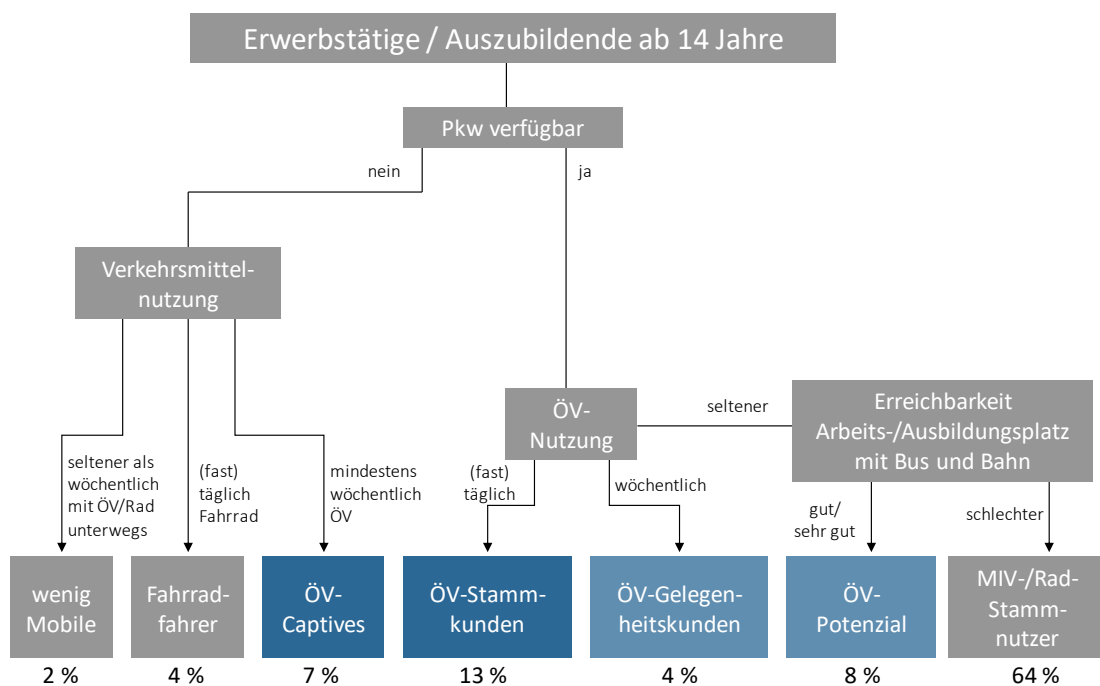 Erwerbstätige / Auszubildende ab 14 Jahre
Pkw verfügbar
nein
ja
Verkehrsmittel-
nutzung
ÖV-
Nutzung
seltener
Erreichbarkeit
Arbeits-/Ausbildungsplatz
mit Bus und Bahn
seltener als
wöchentlich
mit ÖV/Rad
unterwegs
(fast)
täglich
Fahrrad
mindestens
wöchentlich
ÖV
(fast)
täglich
wöchentlich
gut/
sehr gut
schlechter
wenig
Mobile
Fahrrad-
fahrer
ÖV-
Captives
ÖV-Stamm-
kunden
ÖV-Gelegen-
heitskunden
ÖV-
Potenzial
MIV-/Rad-
Stamm-
nutzer
2 %
4 %
7 %
13 %
4 %
8 %
64 %